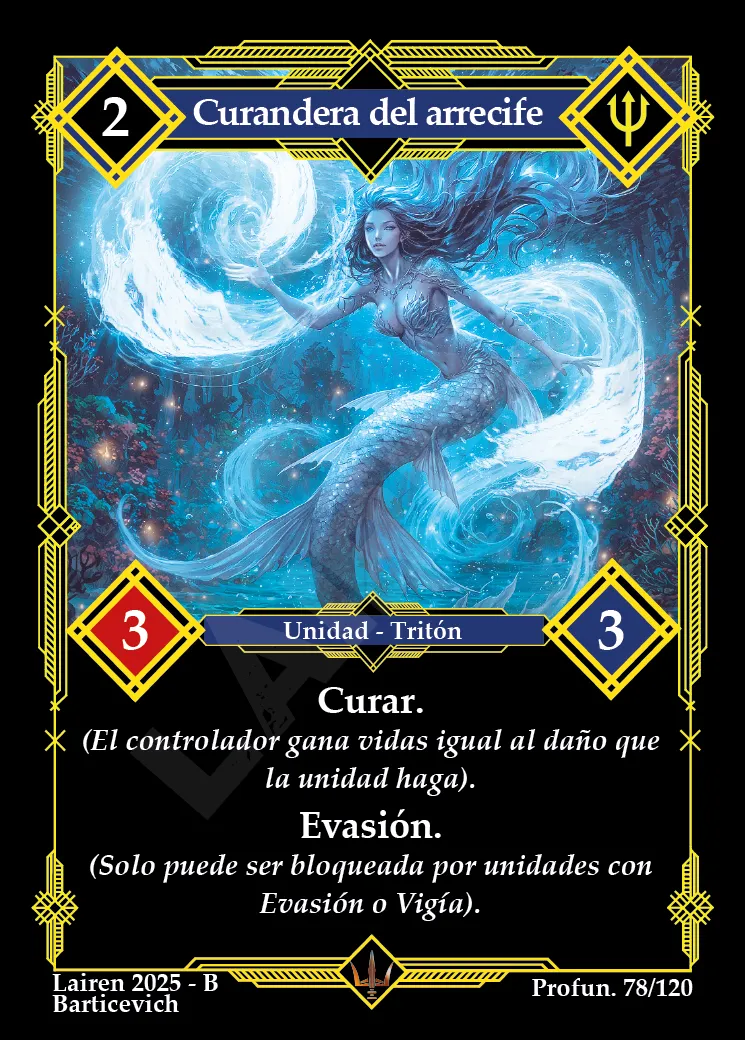 2
Curandera del arrecife
3
Unidad - Tritón
3
Curar.
(El controlador gana vidas igual al daño que
la unidad haga).
Evasión.
(Solo puede ser bloqueada por unidades con
Evasión o Vigía).
Lairen 2025 - B
Barticevich
Profun. 78/120